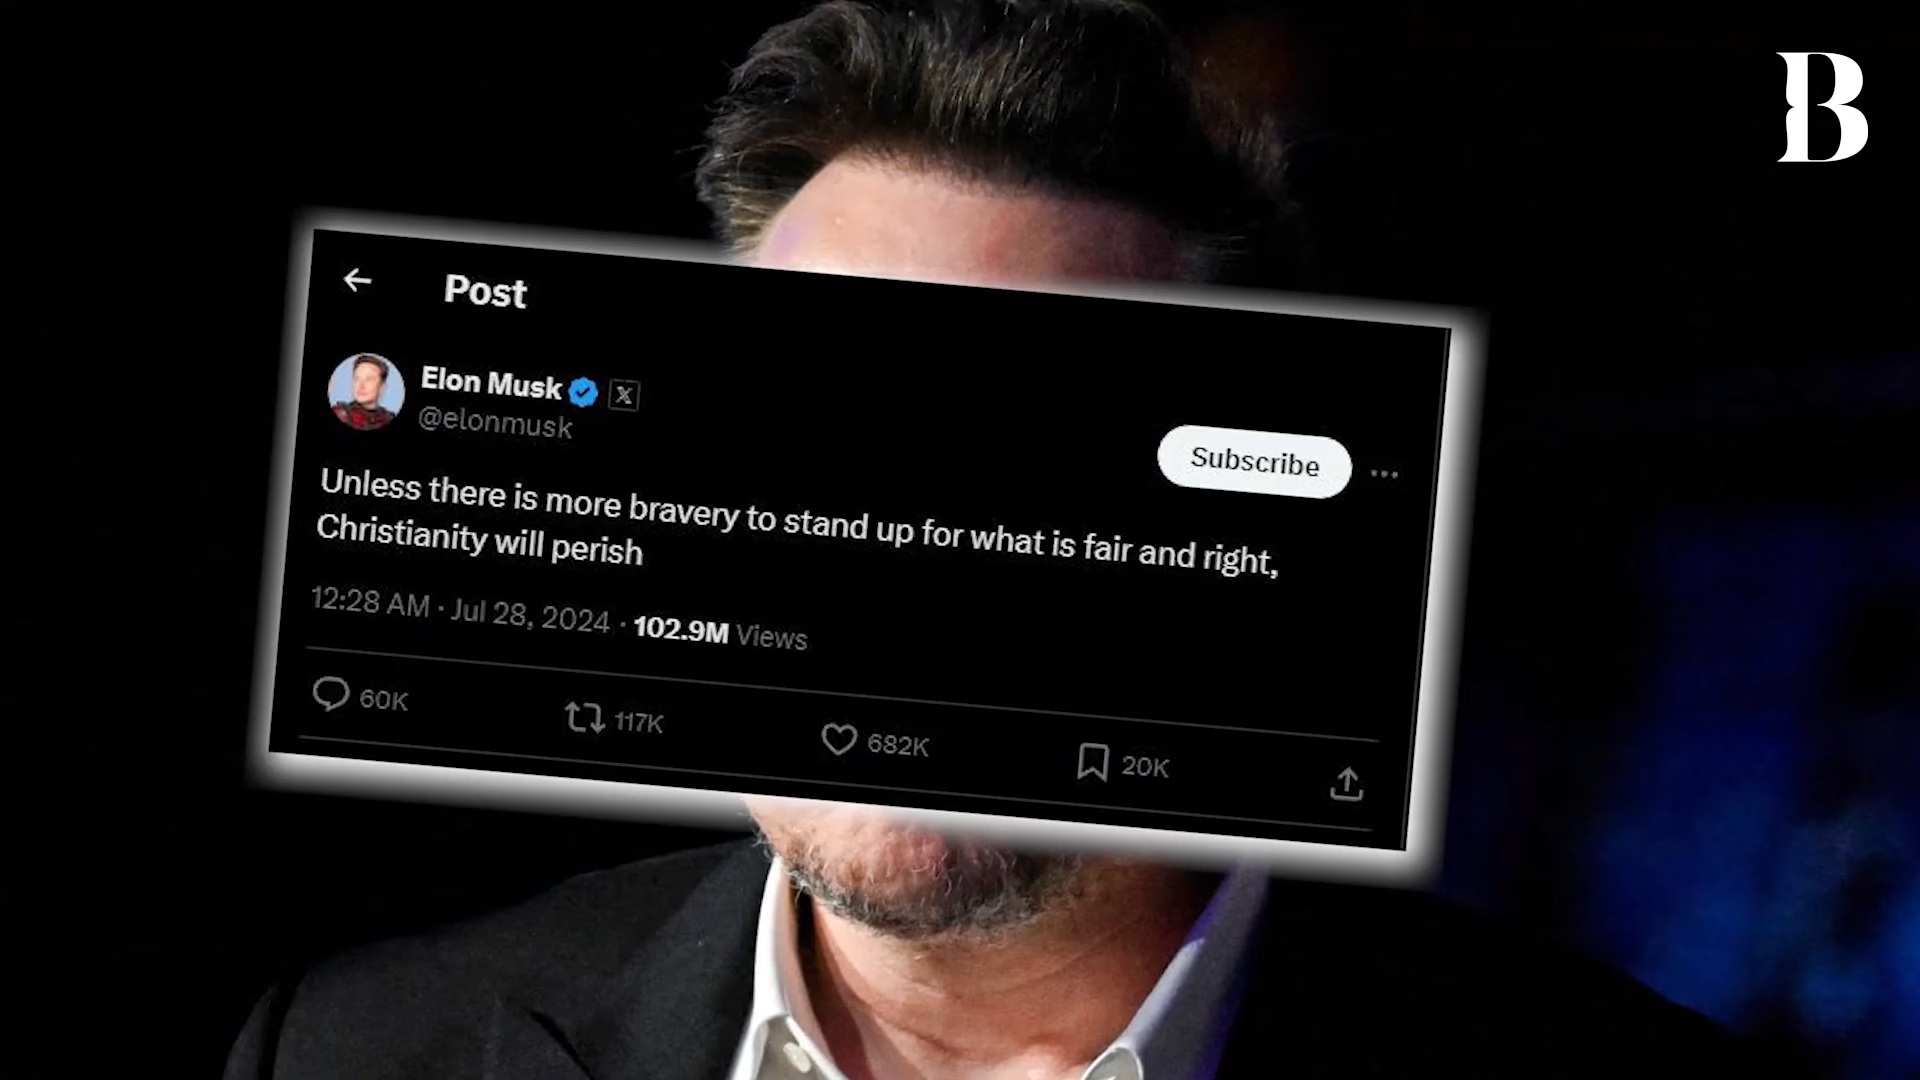 B
Post
Elon Musk
@elonmusk
Subscribe
Unless there is more bravery to stand up for what is fair and right,
Christianity will perish
12:28 AM · Jul 28, 2024 · 102.9M Views
60K 117K 682K 20K